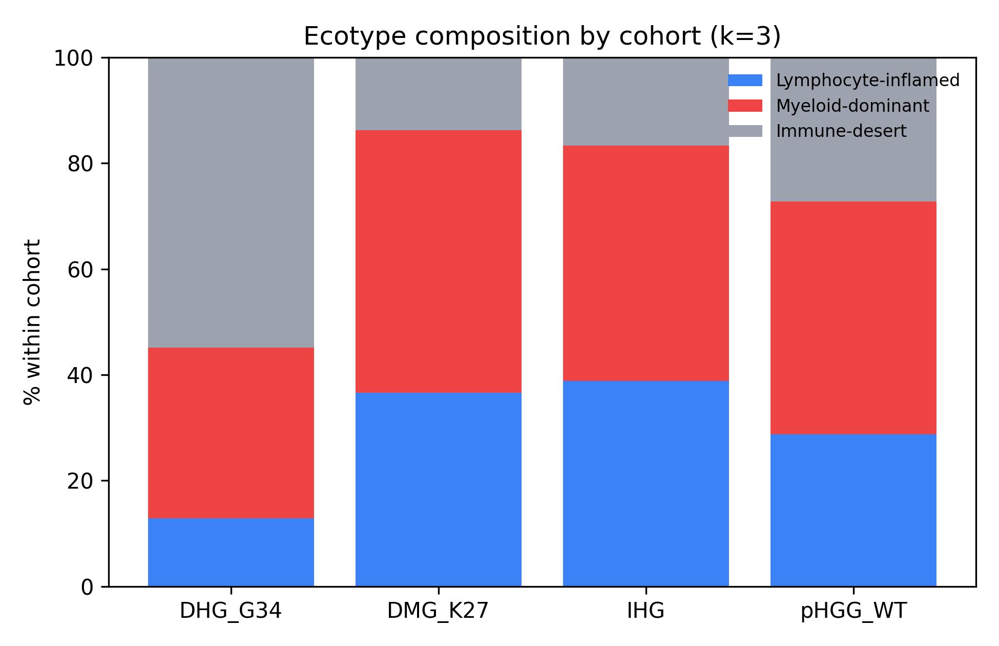 Ecotype composition by cohort (k=3)
% within cohort
100
80
60
40
20
0
Lymphocyte-inflamed
Myeloid-dominant
Immune-desert
DHG_G34
DMG_K27
IHG
pHGG_WT